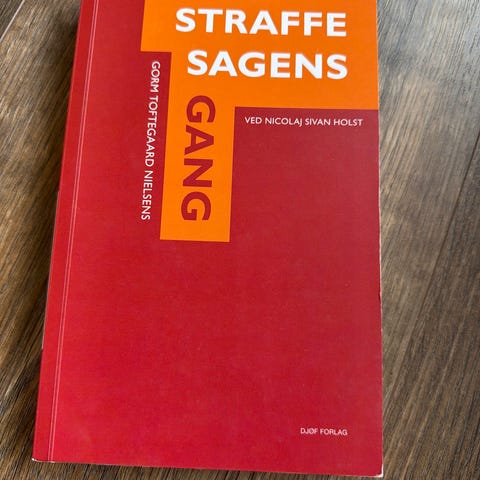 STRAFFE
SAGENS
GANG
GORM TOFTEGAARD NIELSENS
VED NICOLAJ SIVAN HOLST
DJØF FORLAG